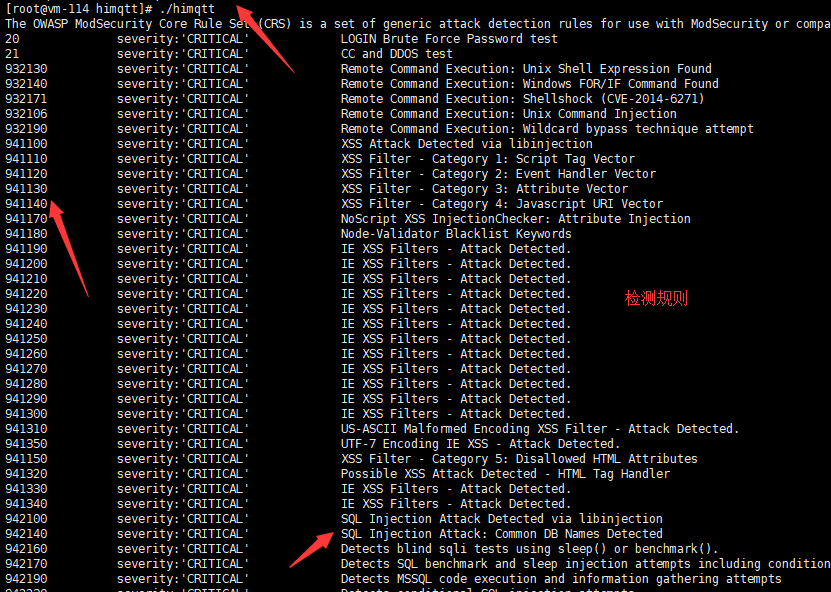 [root@vm-114 himqtt]# ./himqtt
The OWASP ModSecurity Core Rule Set (CRS) is a set of generic attack detection rules for use with ModSecurity or compa
20 severity:'CRITICAL' LOGIN Brute Force Password test
21 severity:'CRITICAL' CC and DDOS test
932130 severity:'CRITICAL' Remote Command Execution: Unix Shell Expression Found
932140 severity:'CRITICAL' Remote Command Execution: Windows FOR/IF Command Found
932171 severity:'CRITICAL' Remote Command Execution: Shellshock (CVE-2014-6271)
932106 severity:'CRITICAL' Remote Command Execution: Unix Command Injection
932190 severity:'CRITICAL' Remote Command Execution: Wildcard bypass technique attempt
941100 severity:'CRITICAL' XSS Attack Detected via libinjection
941110 severity:'CRITICAL' XSS Filter - Category 1: Script Tag Vector
941120 severity:'CRITICAL' XSS Filter - Category 2: Event Handler Vector
941130 severity:'CRITICAL' XSS Filter - Category 3: Attribute Vector
941140 severity:'CRITICAL' XSS Filter - Category 4: Javascript URI Vector
941170 severity:'CRITICAL' NoScript XSS InjectionChecker: Attribute Injection
941180 severity:'CRITICAL' Node-Validator Blacklist Keywords
941190 severity:'CRITICAL' IE XSS Filters - Attack Detected.
941200 severity:'CRITICAL' IE XSS Filters - Attack Detected.
941210 severity:'CRITICAL' IE XSS Filters - Attack Detected.
941220 severity:'CRITICAL' IE XSS Filters - Attack Detected. 检测规则
941230 severity:'CRITICAL' IE XSS Filters - Attack Detected.
941240 severity:'CRITICAL' IE XSS Filters - Attack Detected.
941250 severity:'CRITICAL' IE XSS Filters - Attack Detected.
941260 severity:'CRITICAL' IE XSS Filters - Attack Detected.
941270 severity:'CRITICAL' IE XSS Filters - Attack Detected.
941280 severity:'CRITICAL' IE XSS Filters - Attack Detected.
941290 severity:'CRITICAL' IE XSS Filters - Attack Detected.
941300 severity:'CRITICAL' IE XSS Filters - Attack Detected.
941310 severity:'CRITICAL' US-ASCII Malformed Encoding XSS Filter - Attack Detected.
941350 severity:'CRITICAL' UTF-7 Encoding IE XSS - Attack Detected.
941150 severity:'CRITICAL' XSS Filter - Category 5: Disallowed HTML Attributes
941320 severity:'CRITICAL' Possible XSS Attack Detected - HTML Tag Handler
941330 severity:'CRITICAL' IE XSS Filters - Attack Detected.
941340 severity:'CRITICAL' IE XSS Filters - Attack Detected.
942100 severity:'CRITICAL' SQL Injection Attack Detected via libinjection
942140 severity:'CRITICAL' SQL Injection Attack: Common DB Names Detected
942160 severity:'CRITICAL' Detects blind sqli tests using sleep() or benchmark().
942170 severity:'CRITICAL' Detects SQL benchmark and sleep injection attempts including condition
942190 severity:'CRITICAL' Detects MSSQL code execution and information gathering attempts